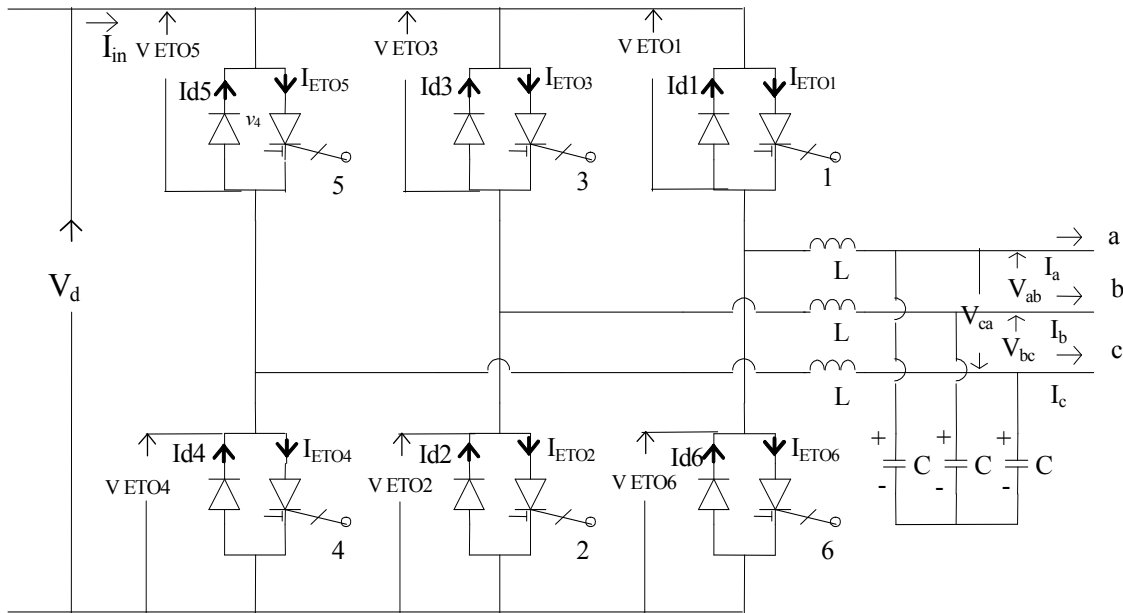 I_in
V ETO5
V ETO3
V ETO1
Id5
I_ETO5
Id3
I_ETO3
Id1
I_ETO1
v_4
5
3
1
V_d
L
a
I_a
V_ab
b
L
V_ca
I_b
V_bc
c
L
I_c
Id4
I_ETO4
Id2
I_ETO2
Id6
I_ETO6
V ETO4
V ETO2
V ETO6
+
+
+
C
C
C
-
-
-
4
2
6